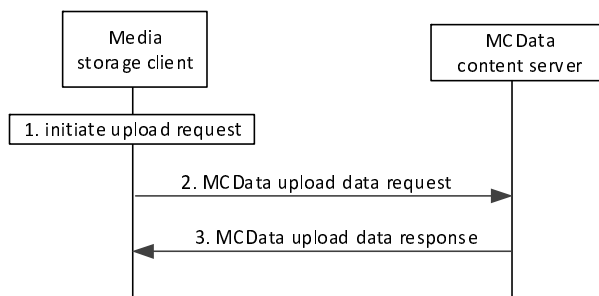 Media
storage client
MCData
content server
1. initiate upload request
2. MCData upload data request
3. MCData upload data response